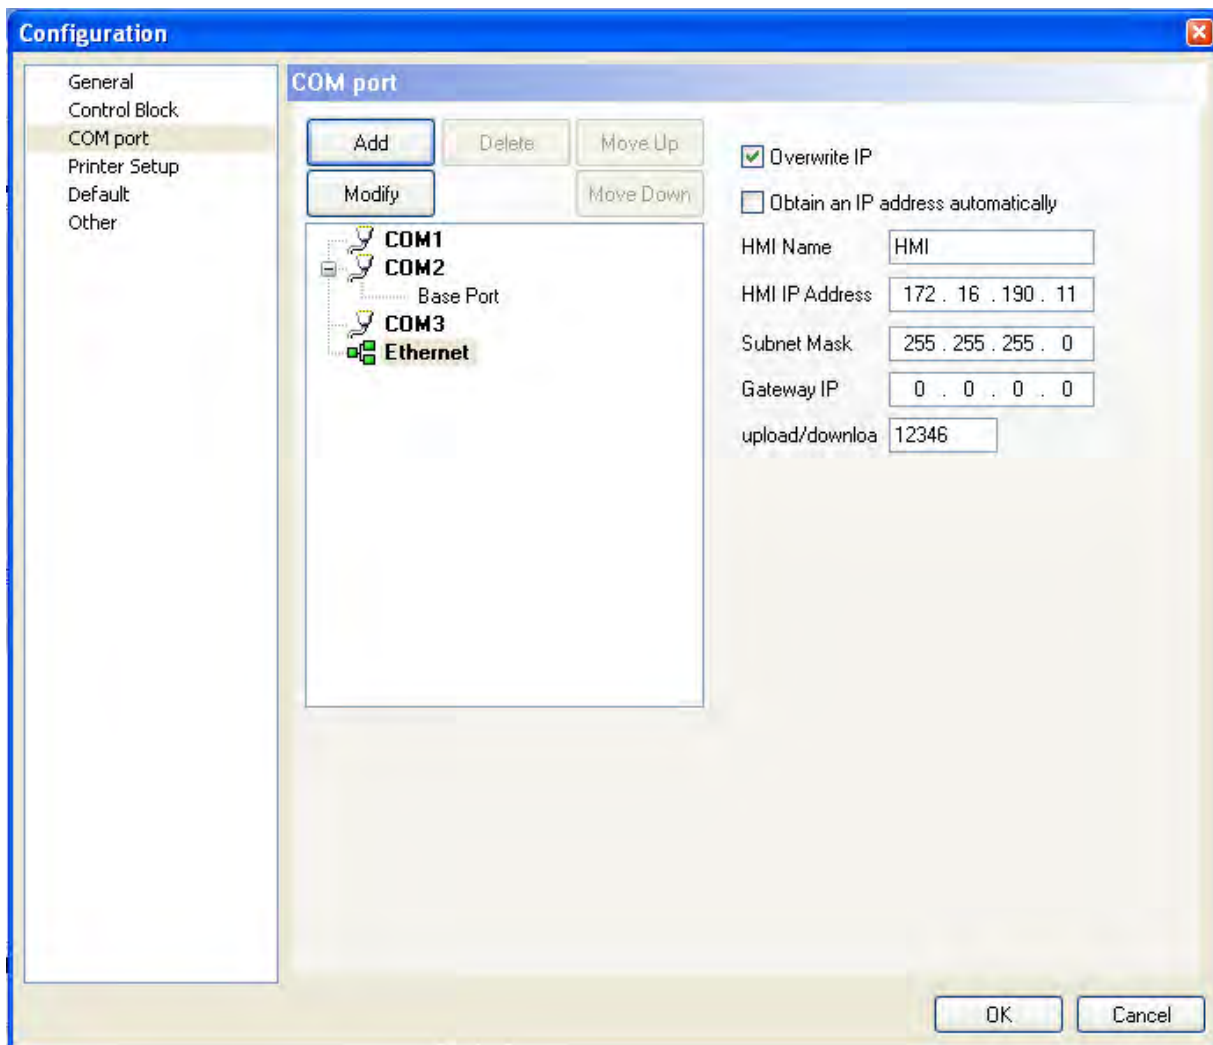 Configuration
General
Control Block
COM port
Printer Setup
Default
Other
COM port
Add Delete Move Up
Modify Move Down
COM1
COM2
Base Port
COM3
Ethernet
Overwrite IP
Obtain an IP address automatically
HMI Name HMI
HMI IP Address 172 . 16 . 190 . 11
Subnet Mask 255 . 255 . 255 . 0
Gateway IP 0 . 0 . 0 . 0
upload/downloa 12346
OK Cancel